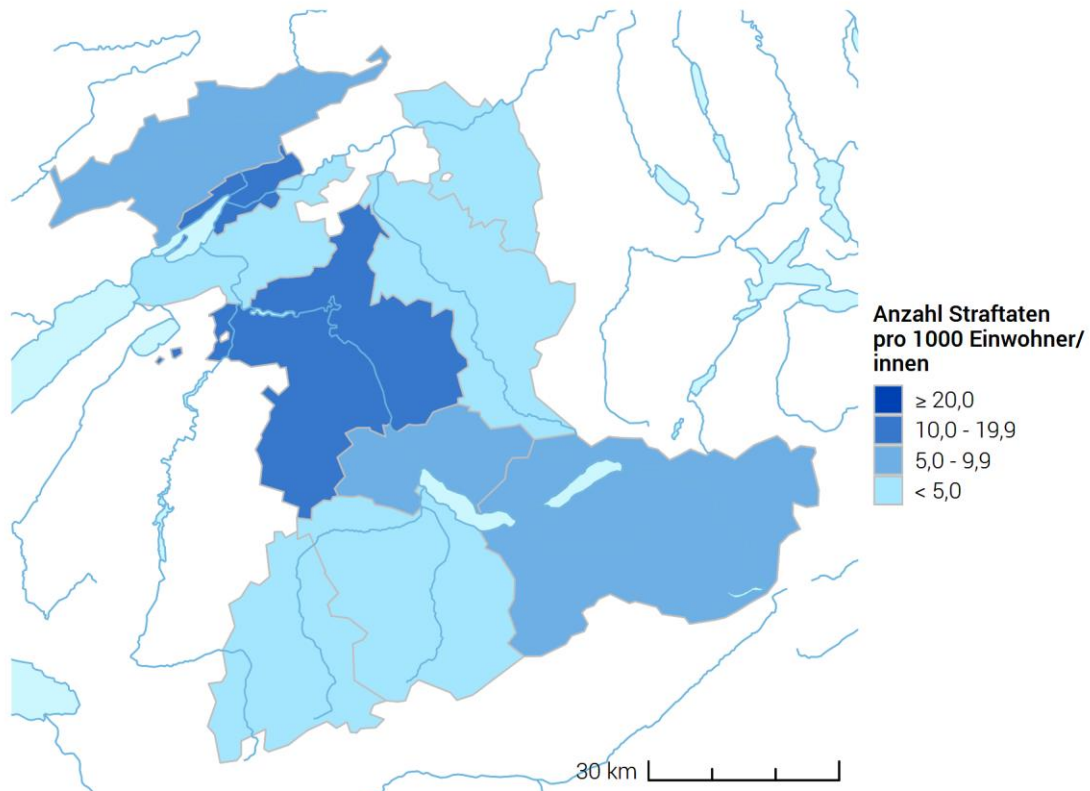 Anzahl Straftaten
pro 1000 Einwohner/
innen
≥ 20,0
10,0 - 19,9
5,0 - 9,9
< 5,0
30 km